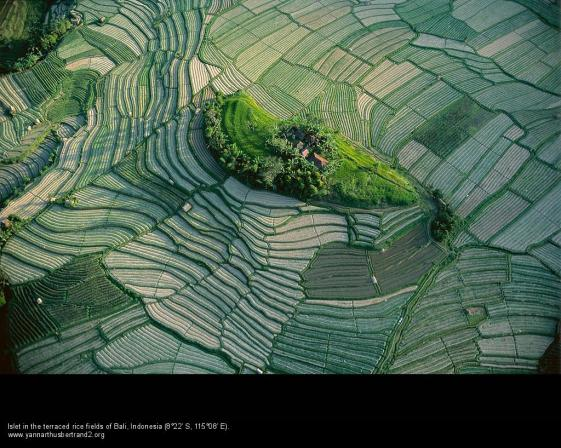 Islet in the terraced rice fields of Bali, Indonesia (8°22' S, 115°08' E).
www.yannarthusbertrand2.org